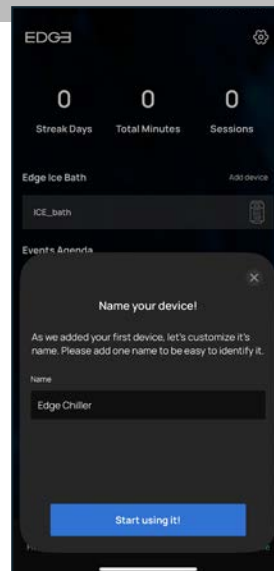 EDGE
0 0 0
Streak Days Total Minutes Sessions
Edge Ice Bath Add device
ICE_bath
Events Agenda
Name your device!
As we added your first device, let's customize it's
name. Please add one name to be easy to identify it.
Name
Edge Chiller
Start using it!